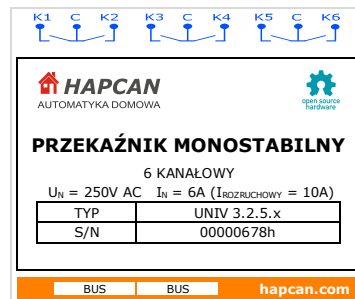 K1 C K2 K3 C K4 K5 C K6
HAPCAN
AUTOMATYKA DOMOWA
open source
hardware
PRZEKAŹNIK MONOSTABILNY
6 KANAŁOWY
UN = 250V AC IN = 6A (IROZRUCHOWY = 10A)
TYP UNIV 3.2.5.x
S/N 00000678h
BUS BUS hapcan.com